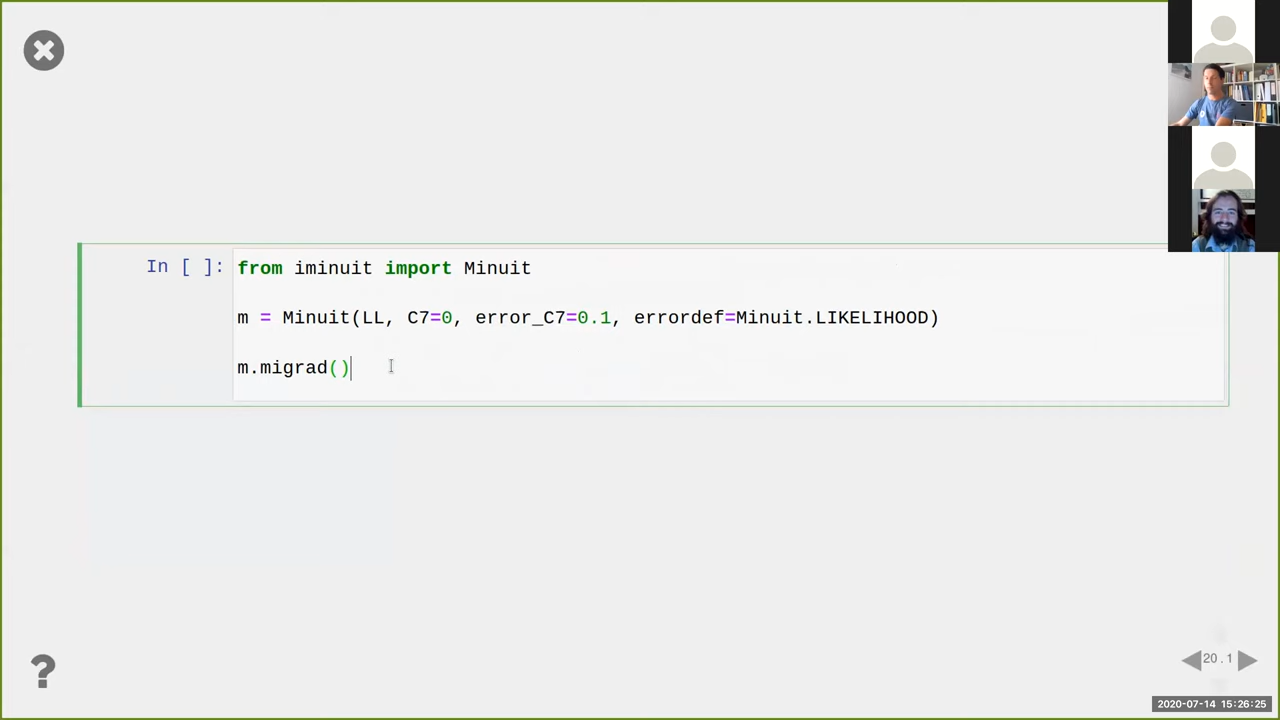 In [ ]:
from iminuit import Minuit
m = Minuit(LL, C7=0, error_C7=0.1, errordef=Minuit.LIKELIHOOD)
m.migrad()
?
20.1
2020-07-14 15:26:25